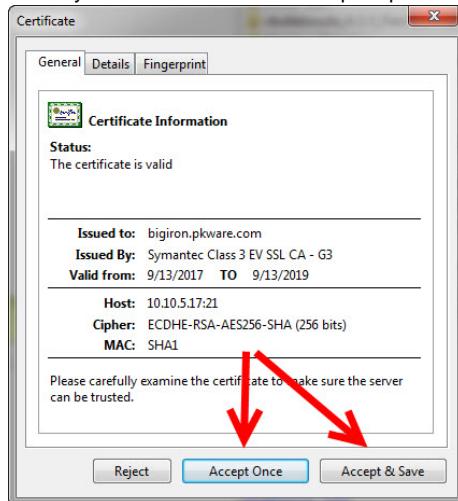 Certificate
General Details Fingerprint
Certificate Information
Status:
The certificate is valid
Issued to: bigiron.pkware.com
Issued By: Symantec Class 3 EV SSL CA - G3
Valid from: 9/13/2017 TO 9/13/2019
Host: 10.10.5.17:21
Cipher: ECDHE-RSA-AES256-SHA (256 bits)
MAC: SHA1
Please carefully examine the certificate to make sure the server
can be trusted.
Reject Accept Once Accept & Save